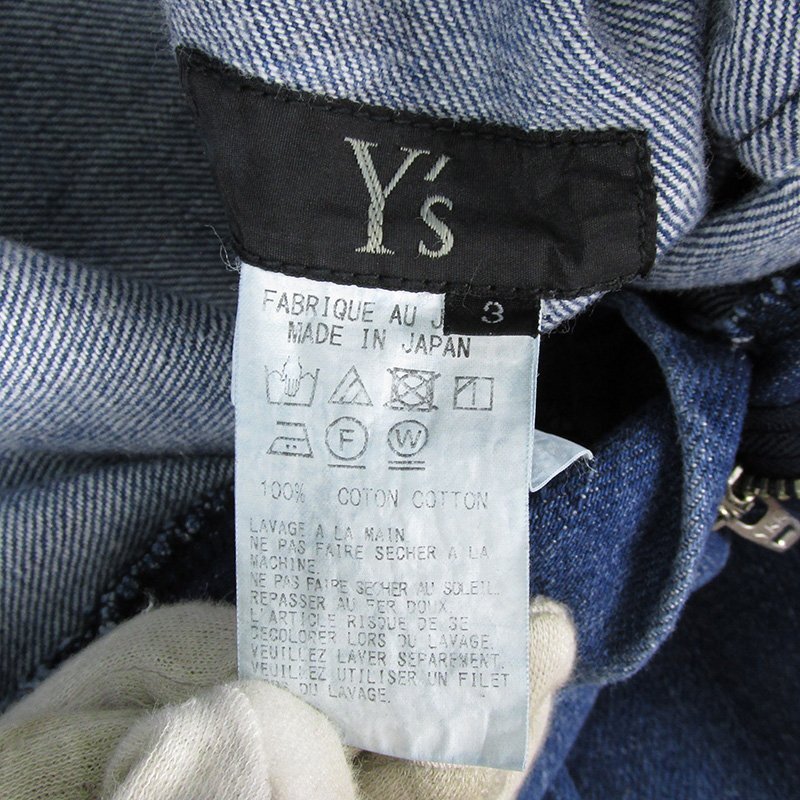 Y's
3
FABRIQUE AU J
MADE IN JAPAN
F W
100% COTON COTTON
LAVAGE A LA MAIN.
NE PAS FAIRE SECHER A LA
MACHINE.
NE PAS FAIRE SECHER AU SOLEIL.
REPASSER AU FER DOUX.
L'ARTICLE RISQUE DE SE
DECOLORER LORS DU LAVAGE.
VEUILLEZ LAVER SEPAREMENT.
VEUILLEZ UTILISER UN FILET
DU LAVAGE.